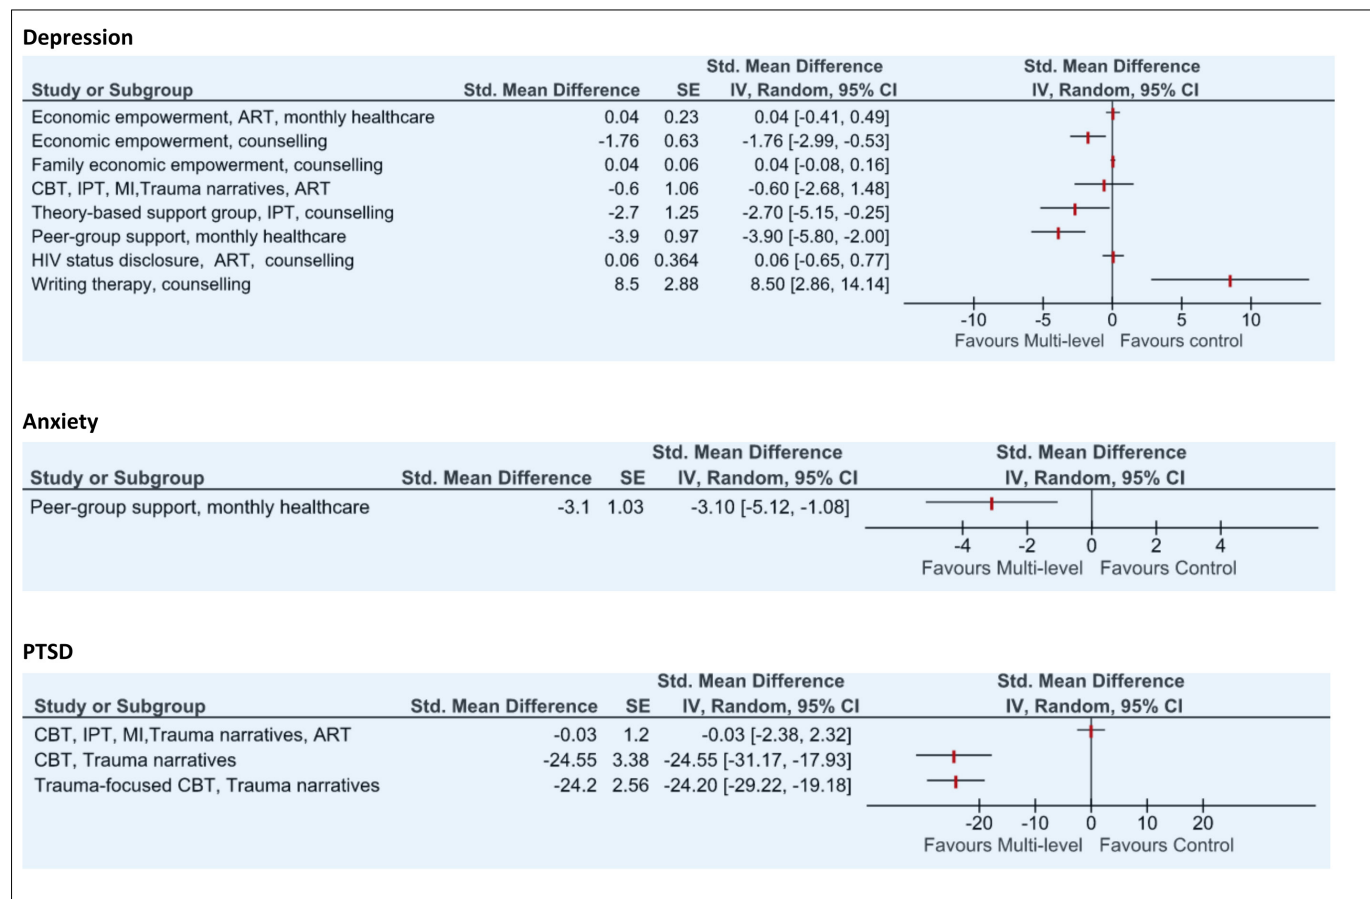 Depression
Std. Mean Difference Std. Mean Difference
Study or Subgroup Std. Mean Difference SE IV, Random, 95% CI IV, Random, 95% CI
Economic empowerment, ART, monthly healthcare 0.04 0.23 0.04 [-0.41, 0.49]
Economic empowerment, counselling -1.76 0.63 -1.76 [-2.99, -0.53]
Family economic empowerment, counselling 0.04 0.06 0.04 [-0.08, 0.16]
CBT, IPT, MI,Trauma narratives, ART -0.6 1.06 -0.60 [-2.68, 1.48]
Theory-based support group, IPT, counselling -2.7 1.25 -2.70 [-5.15, -0.25]
Peer-group support, monthly healthcare -3.9 0.97 -3.90 [-5.80, -2.00]
HIV status disclosure, ART, counselling 0.06 0.364 0.06 [-0.65, 0.77]
Writing therapy, counselling 8.5 2.88 8.50 [2.86, 14.14]
-10 -5 0 5 10
Favours Multi-level Favours control
Anxiety
Std. Mean Difference Std. Mean Difference
Study or Subgroup Std. Mean Difference SE IV, Random, 95% CI IV, Random, 95% CI
Peer-group support, monthly healthcare -3.1 1.03 -3.10 [-5.12, -1.08]
-4 -2 0 2 4
Favours Multi-level Favours Control
PTSD
Std. Mean Difference Std. Mean Difference
Study or Subgroup Std. Mean Difference SE IV, Random, 95% CI IV, Random, 95% CI
CBT, IPT, MI,Trauma narratives, ART -0.03 1.2 -0.03 [-2.38, 2.32]
CBT, Trauma narratives -24.55 3.38 -24.55 [-31.17, -17.93]
Trauma-focused CBT, Trauma narratives -24.2 2.56 -24.20 [-29.22, -19.18]
-20 -10 0 10 20
Favours Multi-level Favours Control